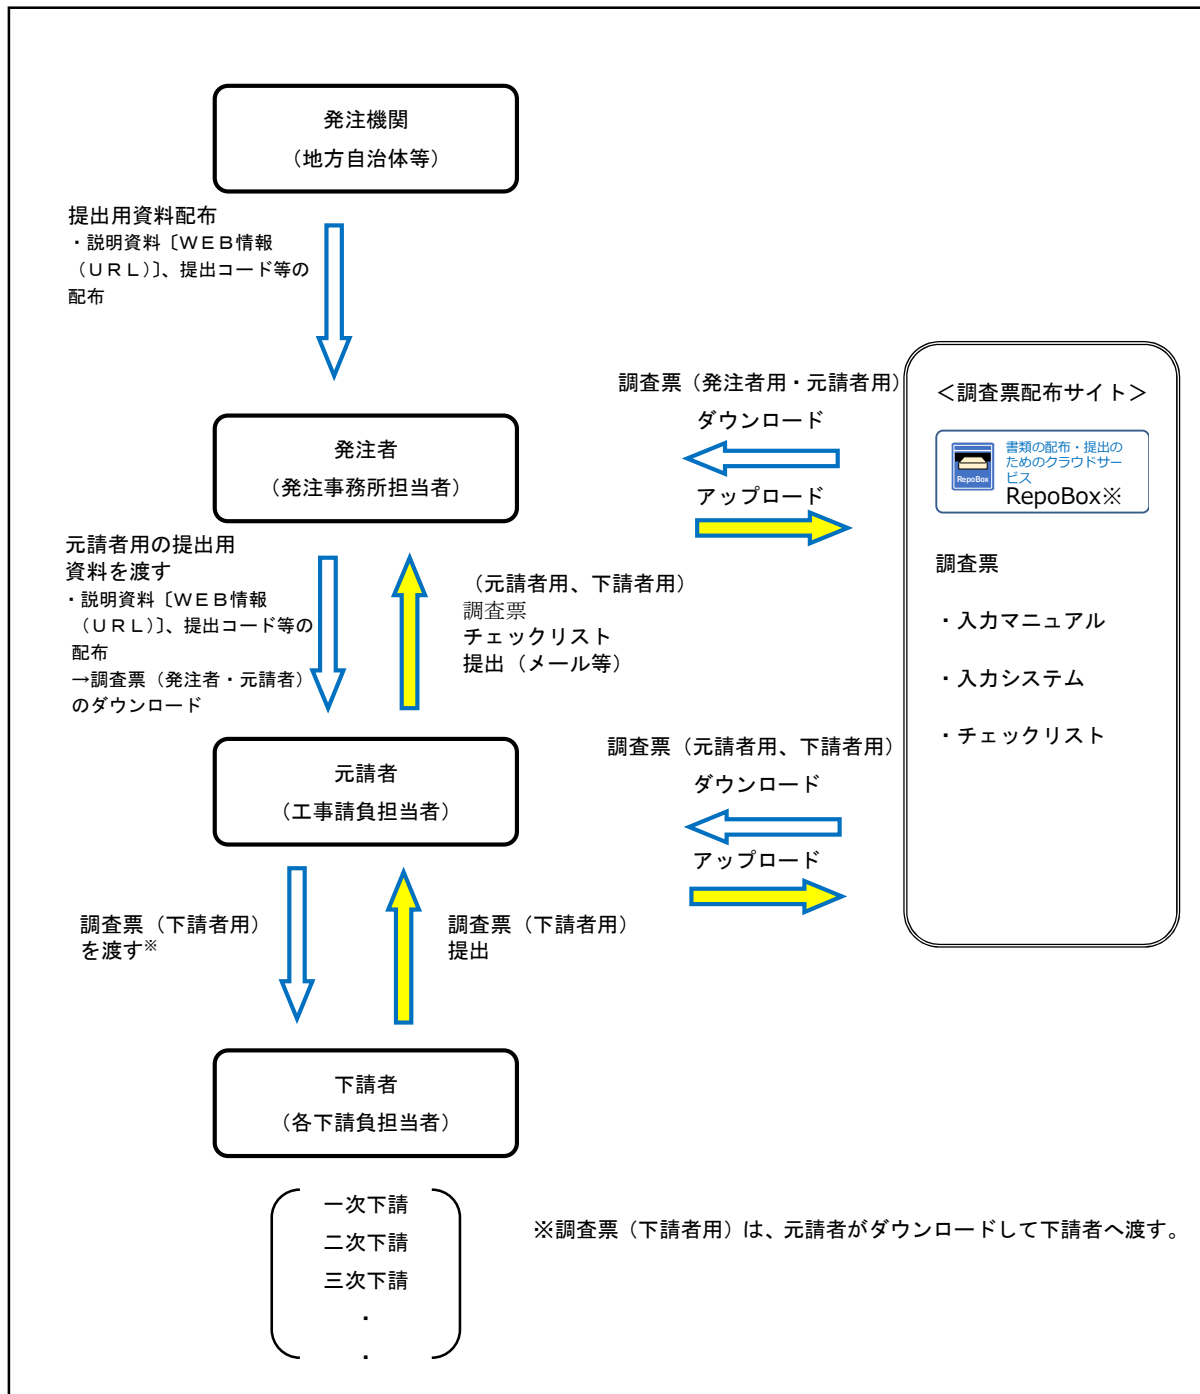 発注機関
（地方自治体等）
提出用資料配布
・説明資料〔ＷＥＢ情報
（ＵＲＬ）〕、提出コード等の
配布
調査票（発注者用・元請者用）
ダウンロード
アップロード
＜調査票配布サイト＞
RepoBox
書類の配布・提出の
ためのクラウドサー
ビス
RepoBox※
調査票
・入力マニュアル
・入力システム
・チェックリスト
発注者
（発注事務所担当者）
元請者用の提出用
資料を渡す
・説明資料〔ＷＥＢ情報
（ＵＲＬ）〕、提出コード等の
配布
→調査票（発注者・元請者）
のダウンロード
（元請者用、下請者用）
調査票
チェックリスト
提出（メール等）
調査票（元請者用、下請者用）
ダウンロード
アップロード
元請者
（工事請負担当者）
調査票（下請者用）
を渡す※
調査票（下請者用）
提出
下請者
（各下請負担当者）
一次下請
二次下請
三次下請
・
・
※調査票（下請者用）は、元請者がダウンロードして下請者へ渡す。